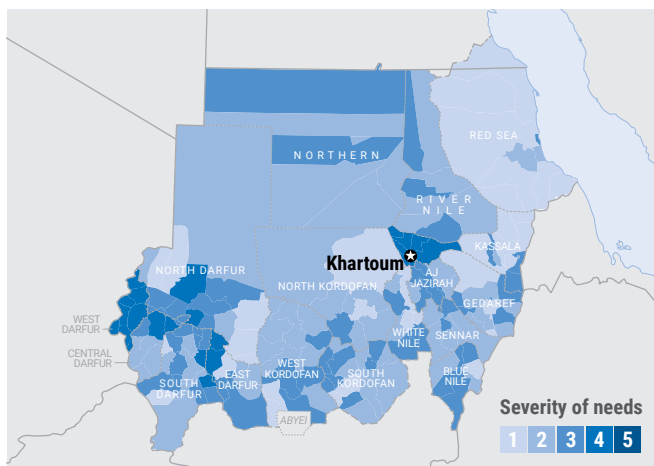 RED SEA
NORTHERN
RIVER
NILE
KASSALA
Khartoum
NORTH DARFUR
NORTH KORDOFAN
AJ
JAZIRAH
GEDAREF
WEST
DARFUR
WHITE
NILE
SENNAR
CENTRAL
DARFUR
EAST
DARFUR
WEST
KORDOFAN
SOUTH
KORDOFAN
BLUE
NILE
SOUTH
DARFUR
ABYEI
Severity of needs
1 2 3 4 5